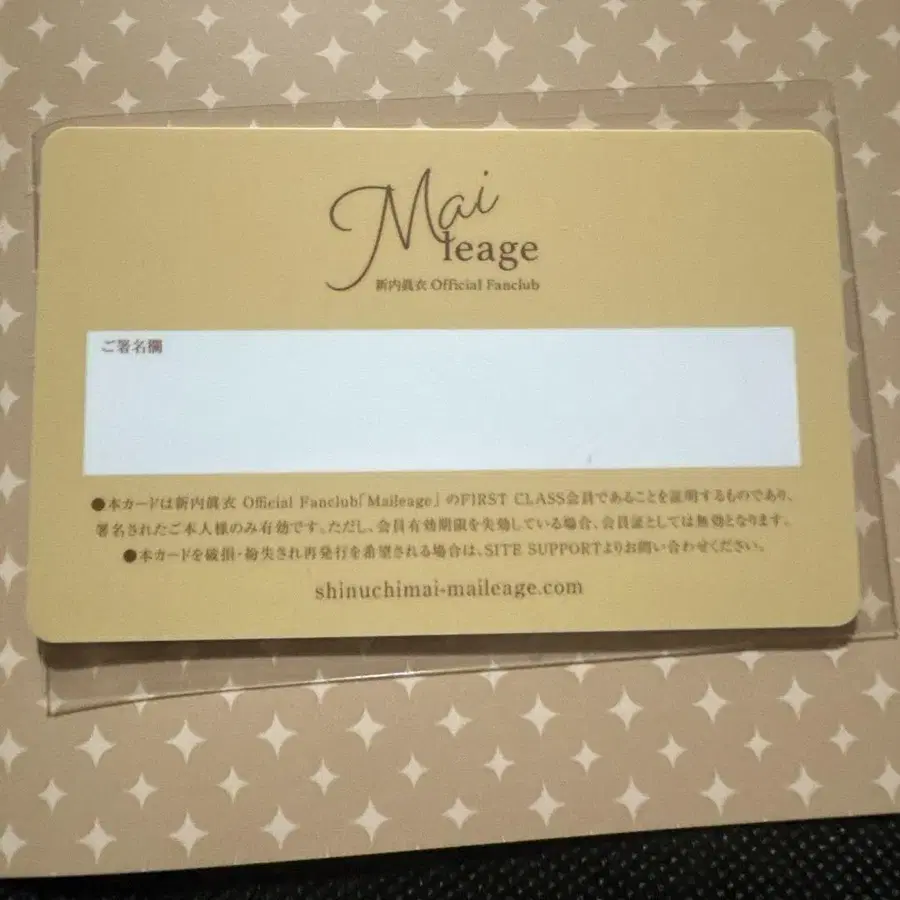 Mai
leage
新内眞衣 Official Fanclub
ご署名欄
●本カードは新内眞衣 Official Fanclub「Maileage」のFIRST CLASS会員であることを証明するものであり、
署名されたご本人様のみ有効です。ただし、会員有効期限を失効している場合、会員証としては無効となります。
●本カードを破損・紛失され再発行を希望される場合は、SITE SUPPORTよりお問い合わせください。
shinuchimai-maileage.com